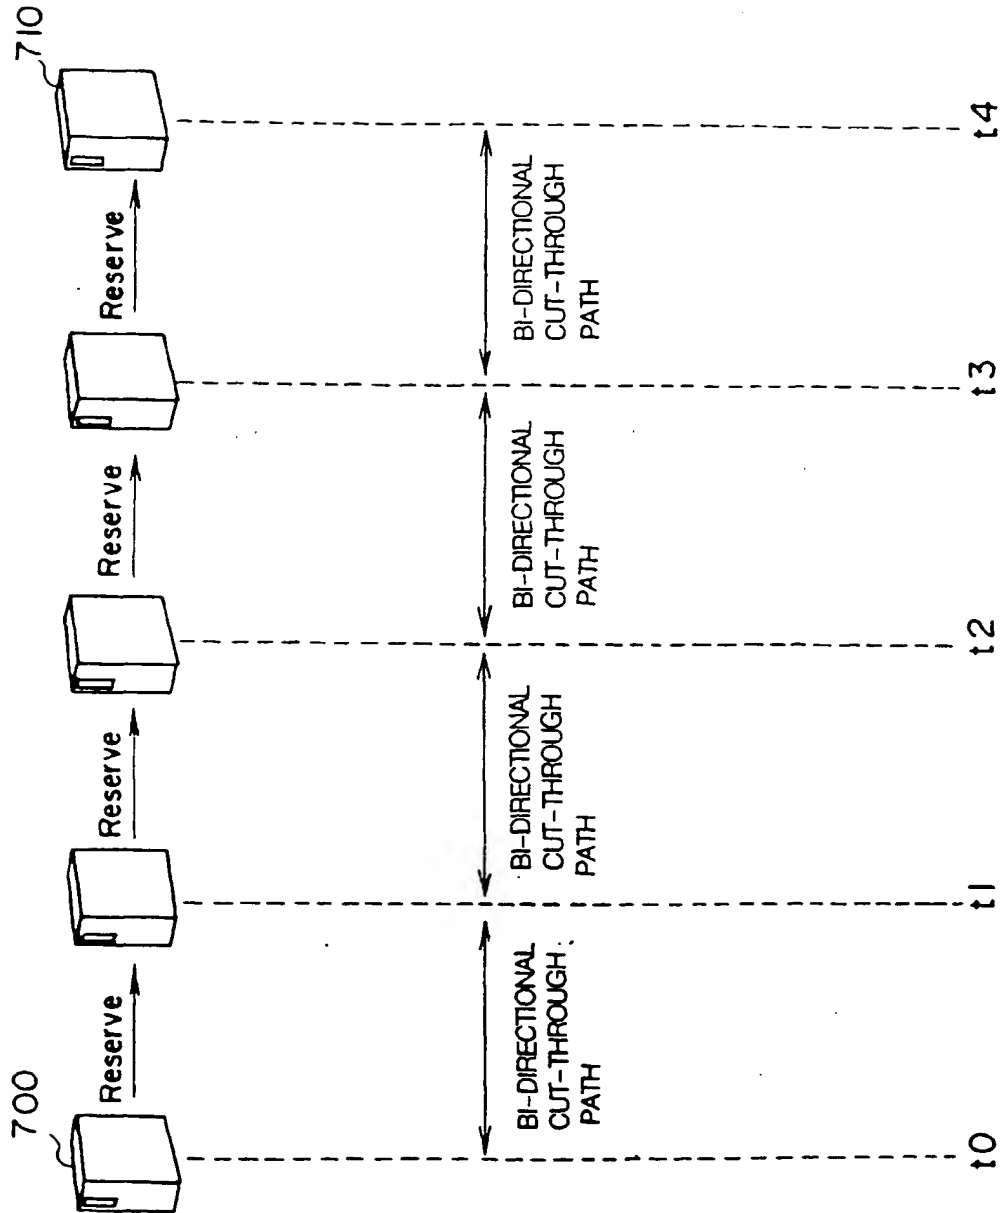 700
710
Reserve
Reserve
Reserve
Reserve
BI-DIRECTIONAL
CUT-THROUGH
PATH
BI-DIRECTIONAL
CUT-THROUGH
PATH
BI-DIRECTIONAL
CUT-THROUGH
PATH
BI-DIRECTIONAL
CUT-THROUGH
PATH
t0
t1
t2
t3
t4